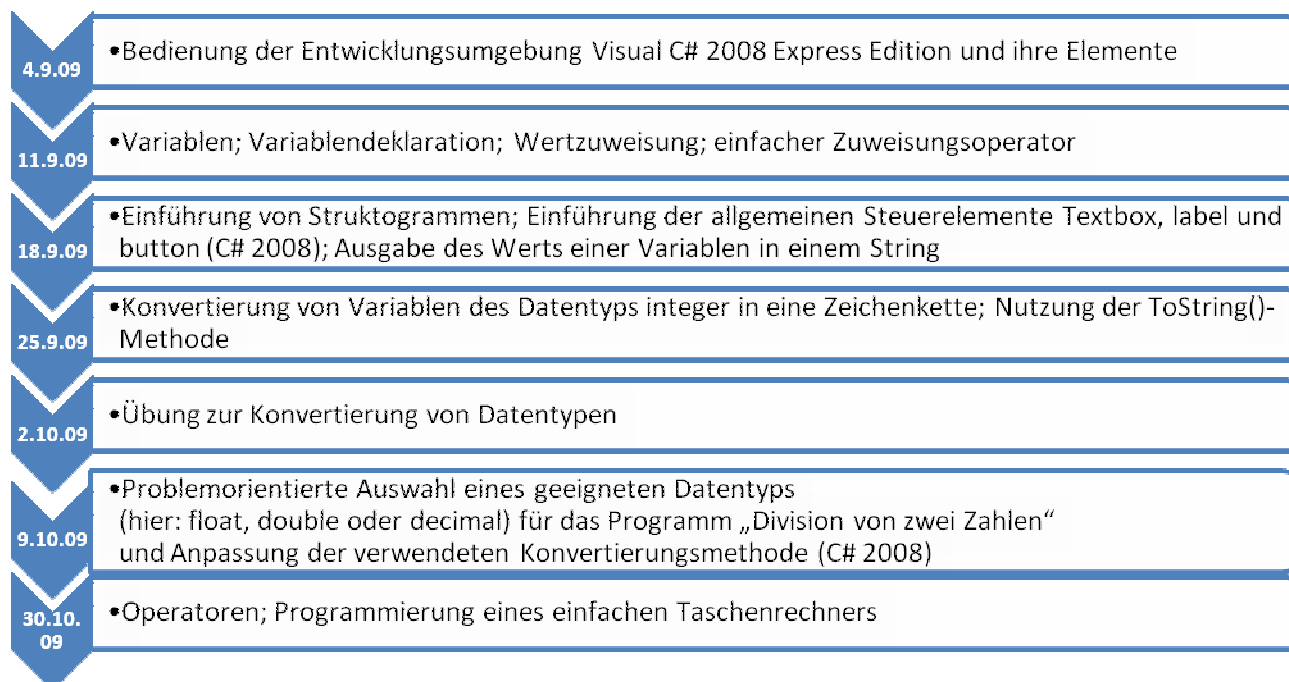 4.9.09
•Bedienung der Entwicklungsumgebung Visual C# 2008 Express Edition und ihre Elemente
11.9.09
•Variablen; Variablendeklaration; Wertzuweisung; einfacher Zuweisungsoperator
18.9.09
•Einführung von Struktogrammen; Einführung der allgemeinen Steuerelemente Textbox, label und
button (C# 2008); Ausgabe des Werts einer Variablen in einem String
25.9.09
•Konvertierung von Variablen des Datentyps integer in eine Zeichenkette; Nutzung der ToString()-
Methode
2.10.09
•Übung zur Konvertierung von Datentypen
9.10.09
•Problemorientierte Auswahl eines geeigneten Datentyps
(hier: float, double oder decimal) für das Programm „Division von zwei Zahlen“
und Anpassung der verwendeten Konvertierungsmethode (C# 2008)
30.10.
09
•Operatoren; Programmierung eines einfachen Taschenrechners